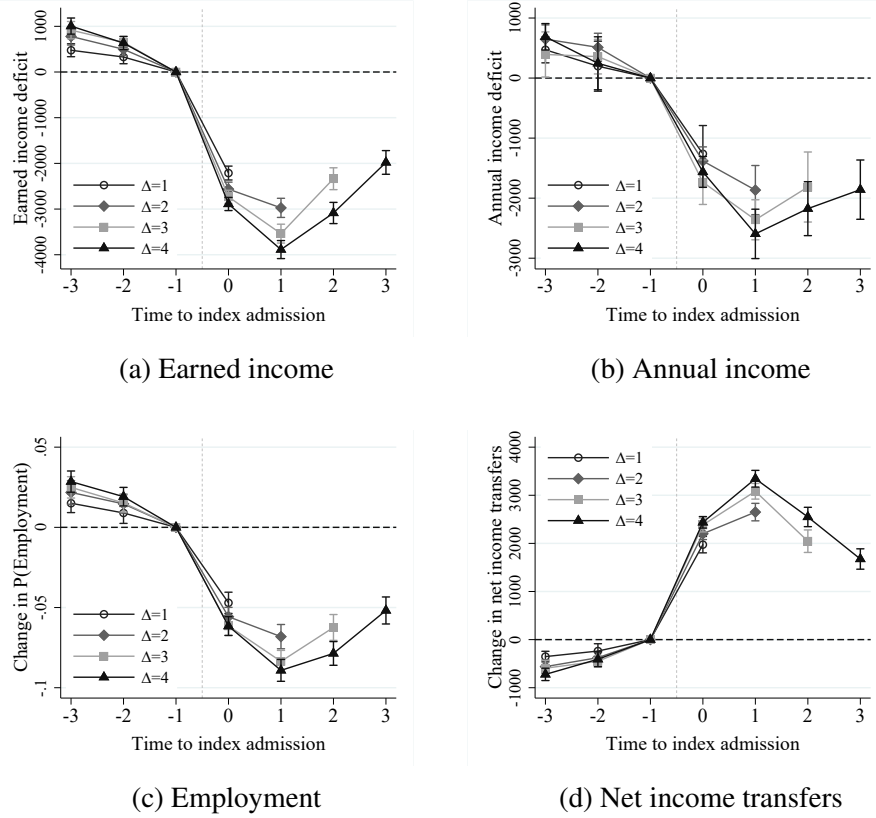 Earned income deficit
1000
0
-1000
-2000
-3000
-4000
Δ=1
Δ=2
Δ=3
Δ=4
-3 -2 -1 0 1 2 3
Time to index admission
(a) Earned income
Annual income deficit
1000
0
-1000
-2000
-3000
Δ=1
Δ=2
Δ=3
Δ=4
-3 -2 -1 0 1 2 3
Time to index admission
(b) Annual income
Change in P(Employment)
.05
0
-.05
-.1
Δ=1
Δ=2
Δ=3
Δ=4
-3 -2 -1 0 1 2 3
Time to index admission
(c) Employment
Change in net income transfers
4000
3000
2000
1000
0
-1000
Δ=1
Δ=2
Δ=3
Δ=4
-3 -2 -1 0 1 2 3
Time to index admission
(d) Net income transfers